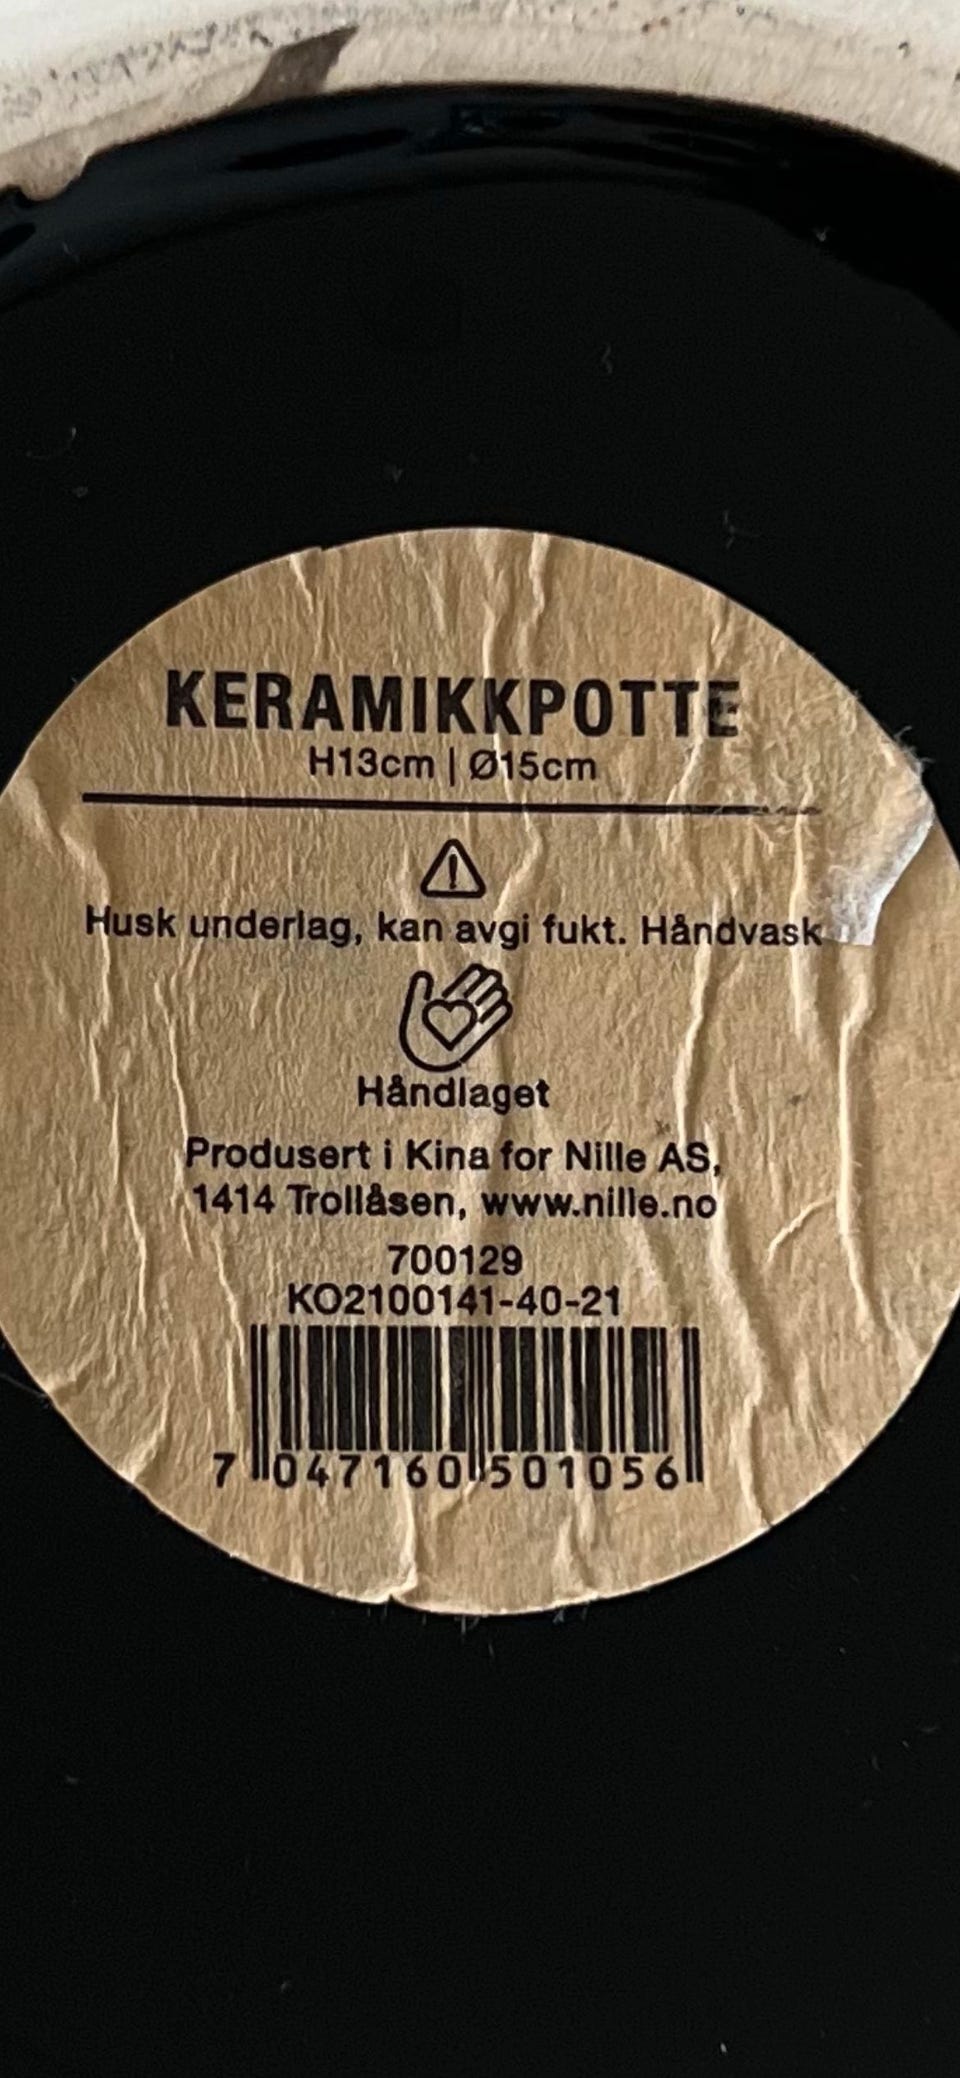 KERAMIKKPOTTE
H13cm | Ø15cm
Husk underlag, kan avgi fukt. Håndvask
Håndlaget
Produsert i Kina for Nille AS,
1414 Trollåsen, www.nille.no
700129
KO2100141-40-21
7 047160 501056